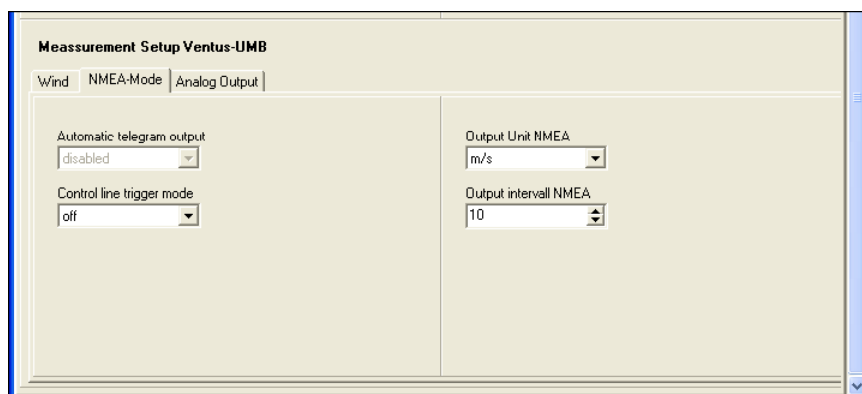 Meassurement Setup Ventus-UMB
Wind NMEA-Mode Analog Output
Automatic telegram output
disabled
Control line trigger mode
off
Output Unit NMEA
m/s
Output intervall NMEA
10